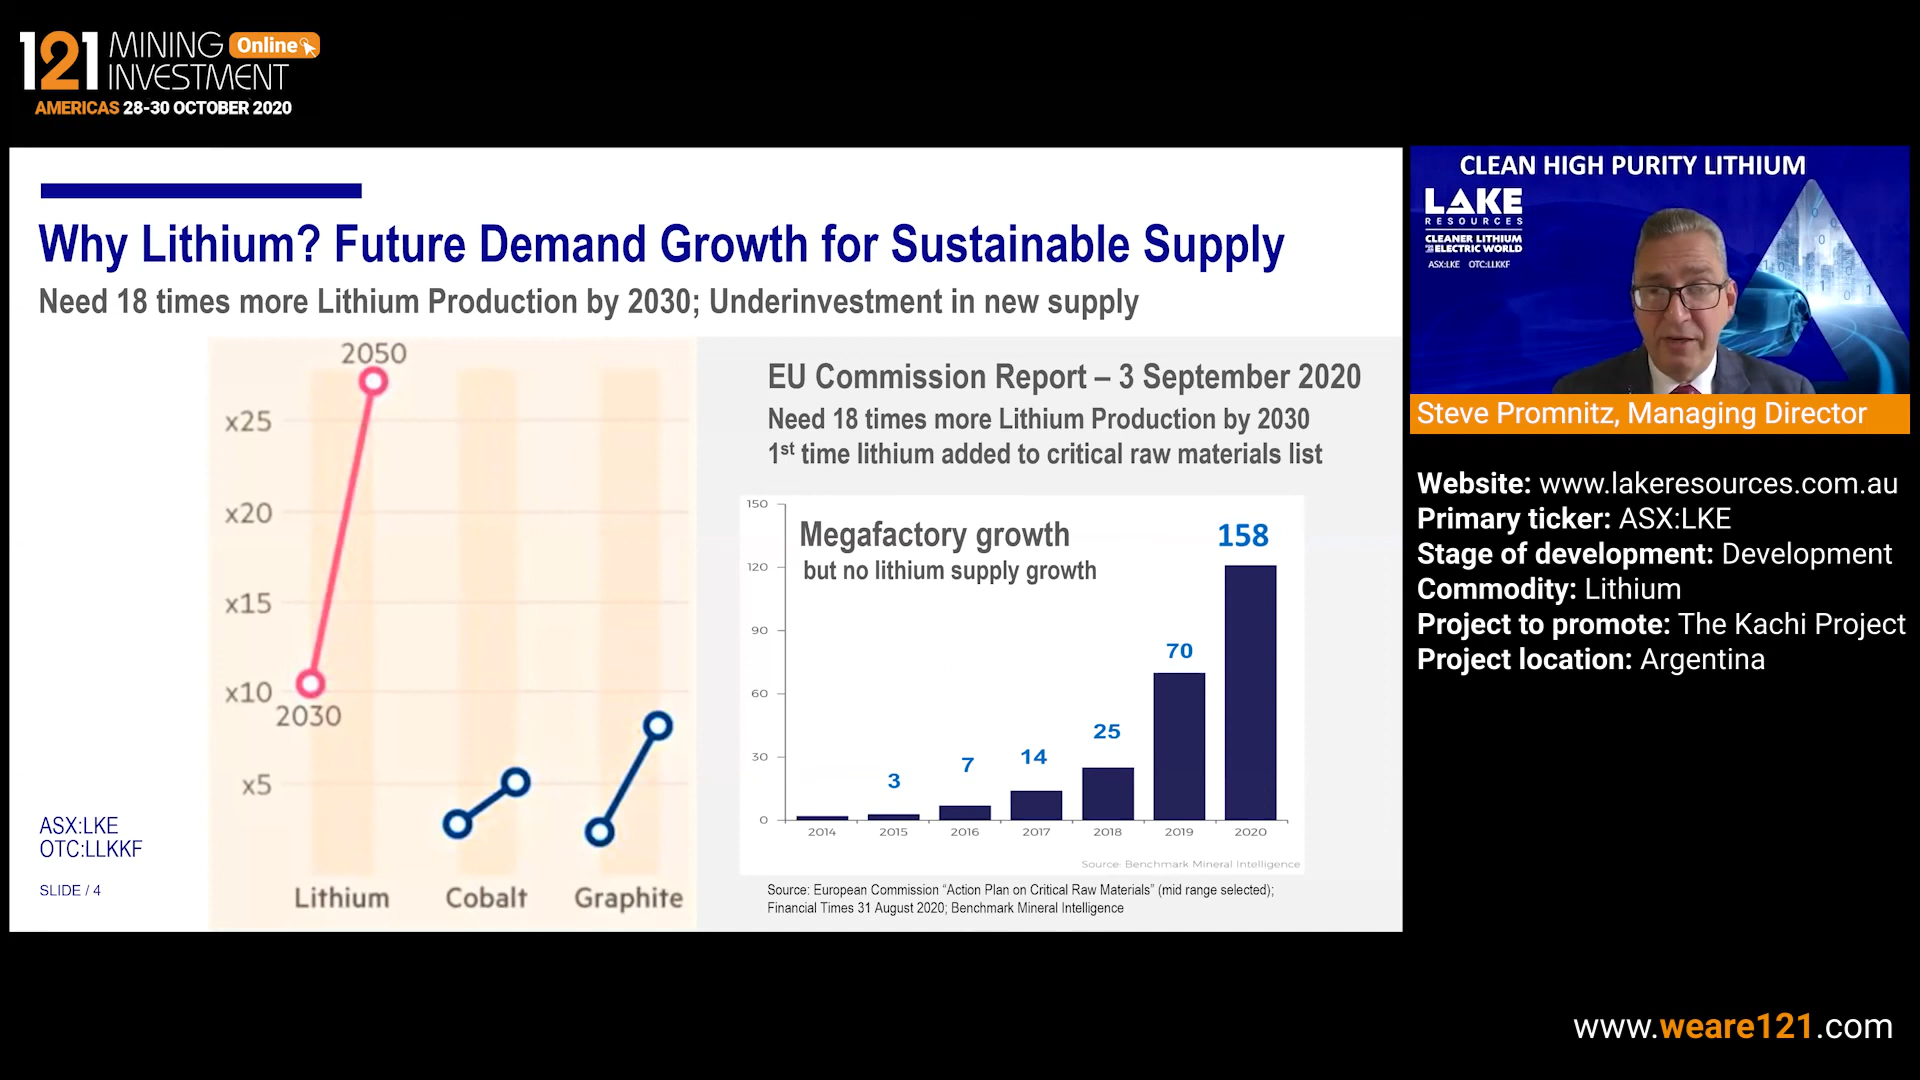 121 MINING INVESTMENT Online
AMERICAS 28-30 OCTOBER 2020
Why Lithium? Future Demand Growth for Sustainable Supply
Need 18 times more Lithium Production by 2030; Underinvestment in new supply
2050
x25
x20
x15
x10
2030
x5
Lithium Cobalt Graphite
ASX:LKE
OTC:LLKKF
SLIDE / 4
EU Commission Report – 3 September 2020
Need 18 times more Lithium Production by 2030
1st time lithium added to critical raw materials list
Megafactory growth
but no lithium supply growth
150
120
90
60
30
0
3
7
14
25
70
158
2014 2015 2016 2017 2018 2019 2020
Source: Benchmark Mineral Intelligence
Source: European Commission “Action Plan on Critical Raw Materials” (mid range selected);
Financial Times 31 August 2020; Benchmark Mineral Intelligence
CLEAN HIGH PURITY LITHIUM
LAKE
RESOURCES
CLEANER LITHIUM
ELECTRIC WORLD
ASX:LKE OTC:LLKKF
Steve Promnitz, Managing Director
Website: www.lakeresources.com.au
Primary ticker: ASX:LKE
Stage of development: Development
Commodity: Lithium
Project to promote: The Kachi Project
Project location: Argentina
www.weare121.com